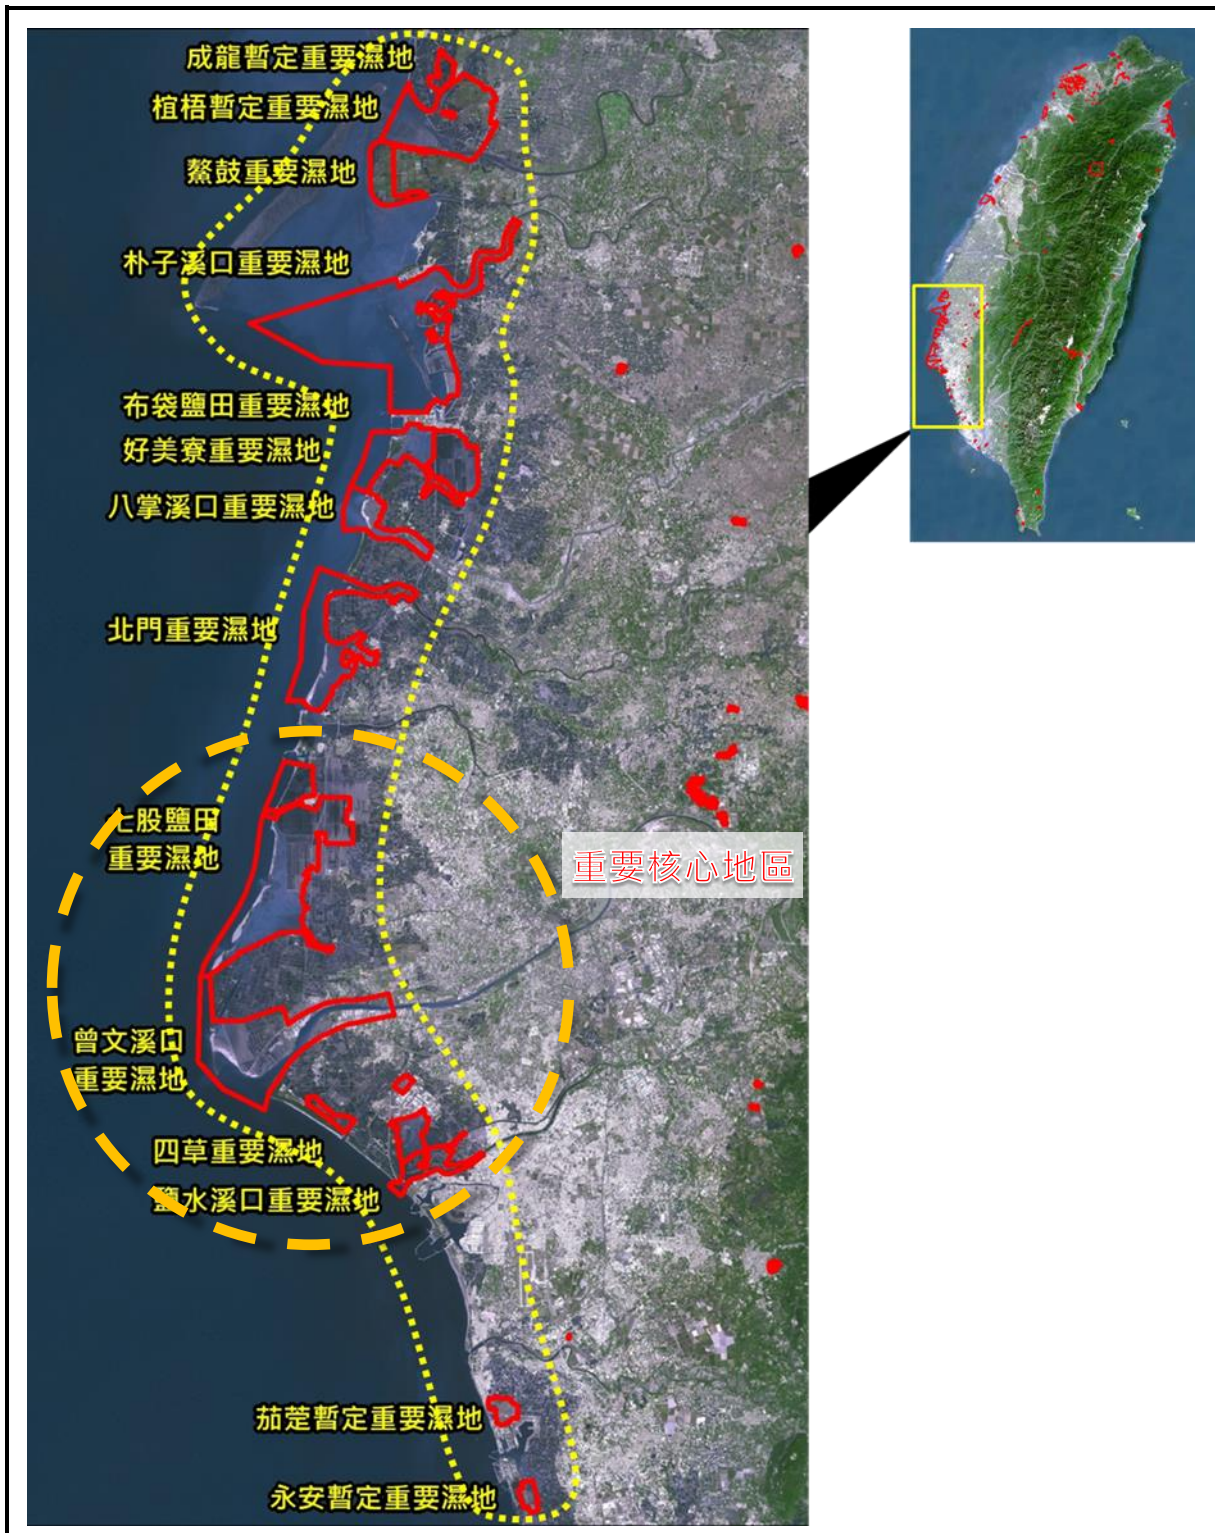 成龍暫定重要濕地
椬梧暫定重要濕地
鰲鼓重要濕地
朴子溪口重要濕地
布袋鹽田重要濕地
好美寮重要濕地
八掌溪口重要濕地
北門重要濕地
七股鹽田
重要濕地
重要核心地區
曾文溪口
重要濕地
四草重要濕地
鹽水溪口重要濕地
茄萣暫定重要濕地
永安暫定重要濕地